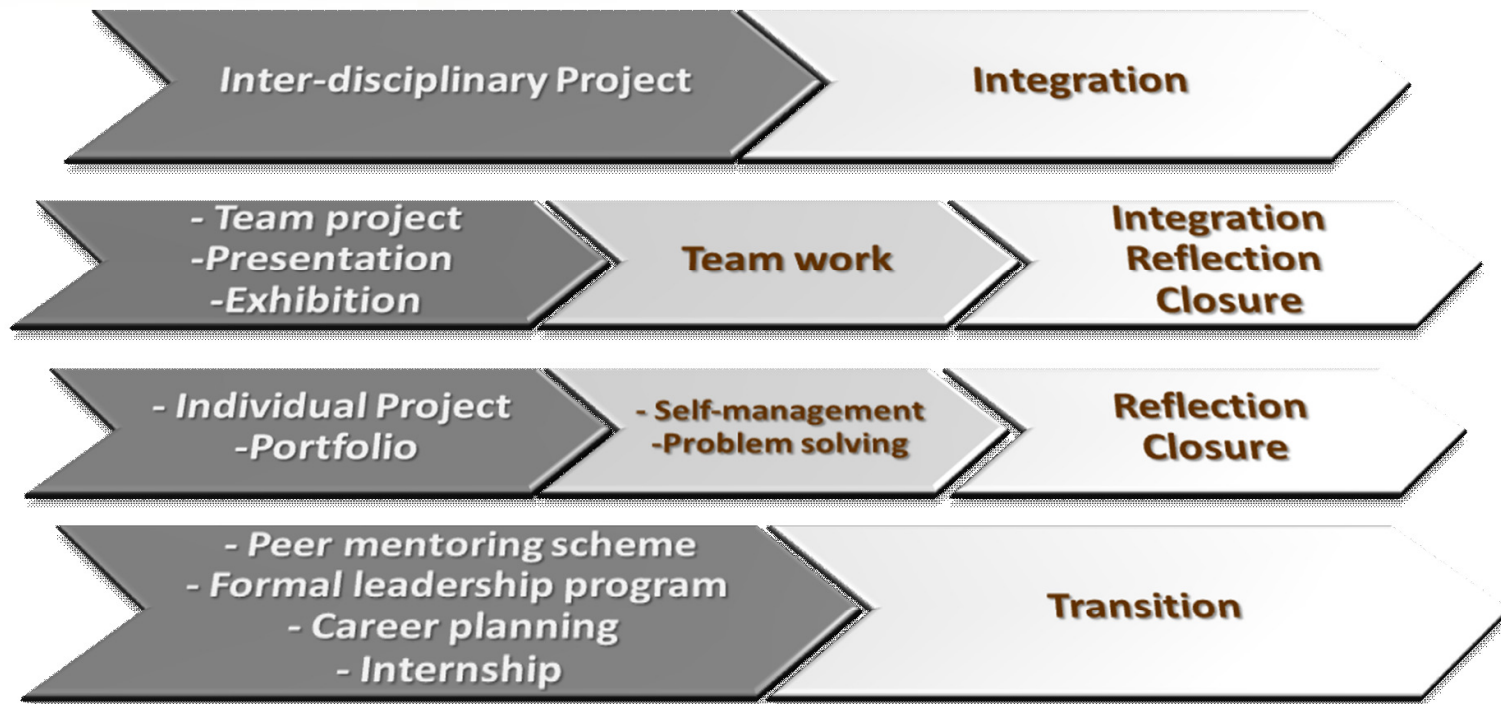 Inter-disciplinary Project
Integration
- Team project
-Presentation
-Exhibition
Team work
Integration
Reflection
Closure
- Individual Project
-Portfolio
- Self-management
-Problem solving
Reflection
Closure
- Peer mentoring scheme
- Formal leadership program
- Career planning
- Internship
Transition